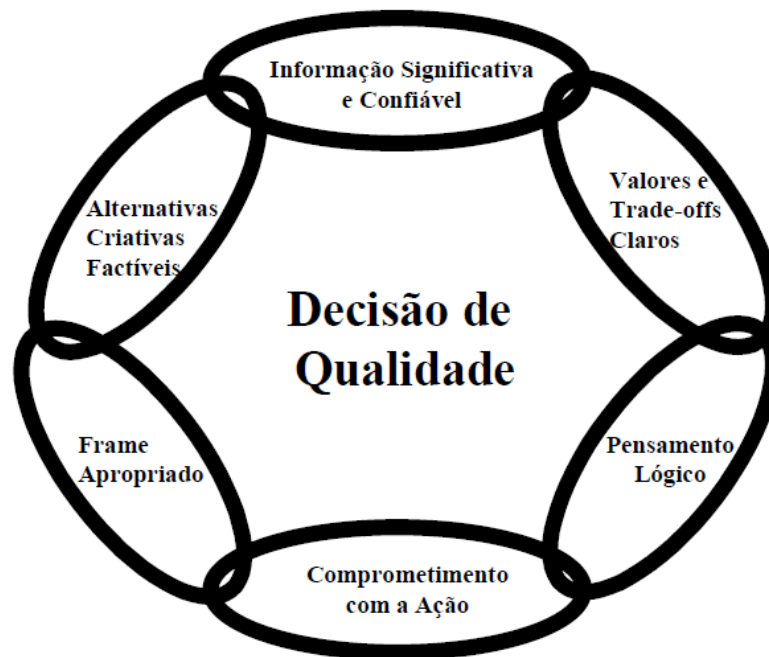 Informação Significativa
e Confiável
Alternativas
Criativas
Factíveis
Valores e
Trade-offs
Claros
Decisão de
Qualidade
Frame
Apropriado
Pensamento
Lógico
Comprometimento
com a Ação